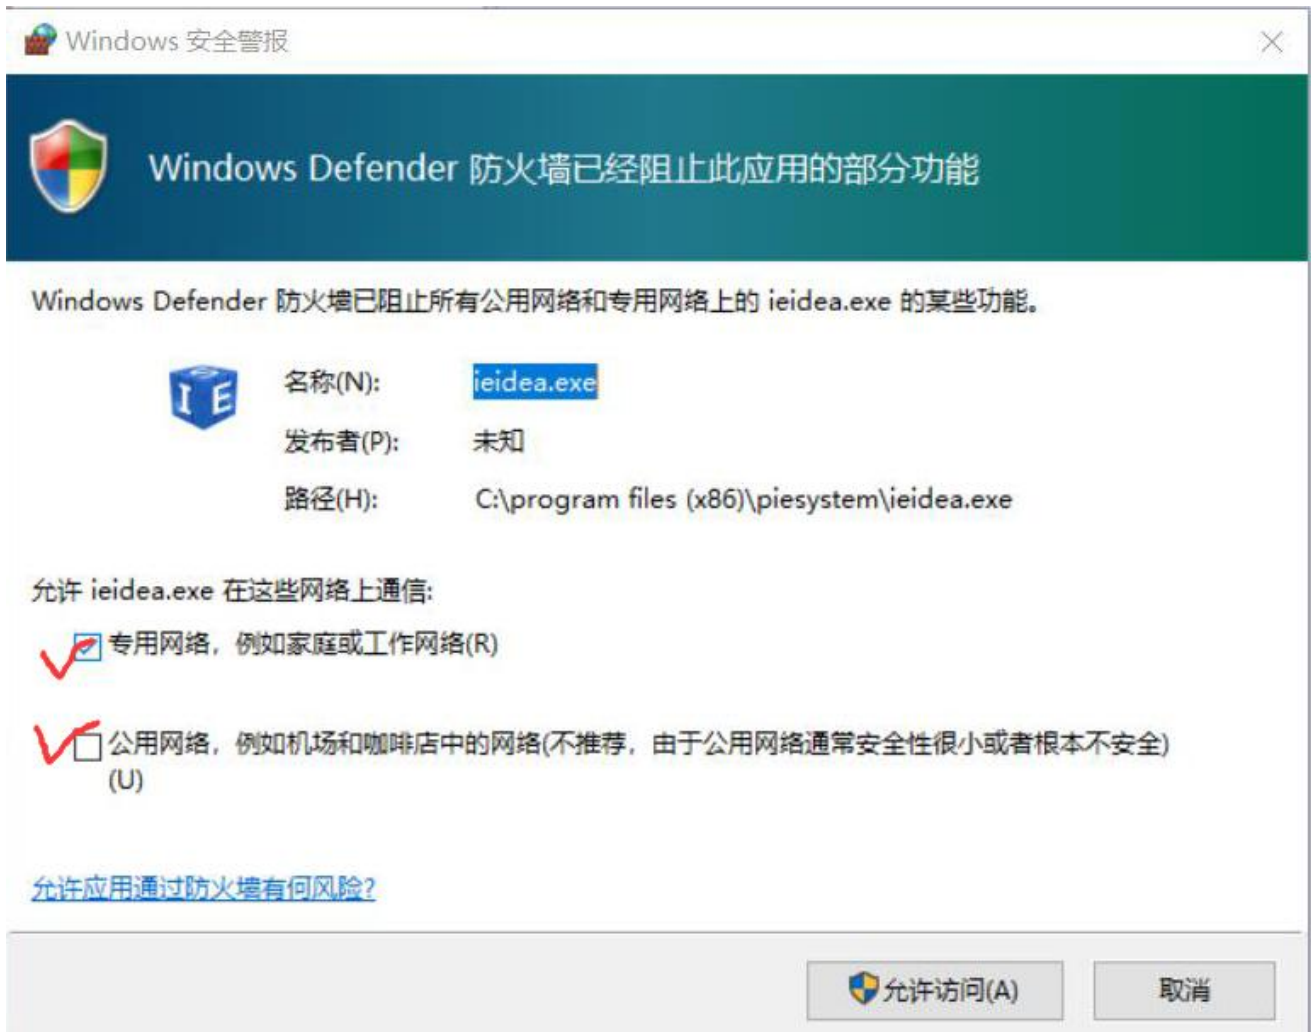 Windows 安全警报
Windows Defender 防火墙已经阻止此应用的部分功能
Windows Defender 防火墙已阻止所有公用网络和专用网络上的 ieidea.exe 的某些功能。
I E
名称(N): ieidea.exe
发布者(P): 未知
路径(H): C:\program files (x86)\piesystem\ieidea.exe
允许 ieidea.exe 在这些网络上通信:
专用网络，例如家庭或工作网络(R)
公用网络，例如机场和咖啡店中的网络(不推荐，由于公用网络通常安全性很小或者根本不安全)
(U)
允许应用通过防火墙有何风险?
允许访问(A) 取消